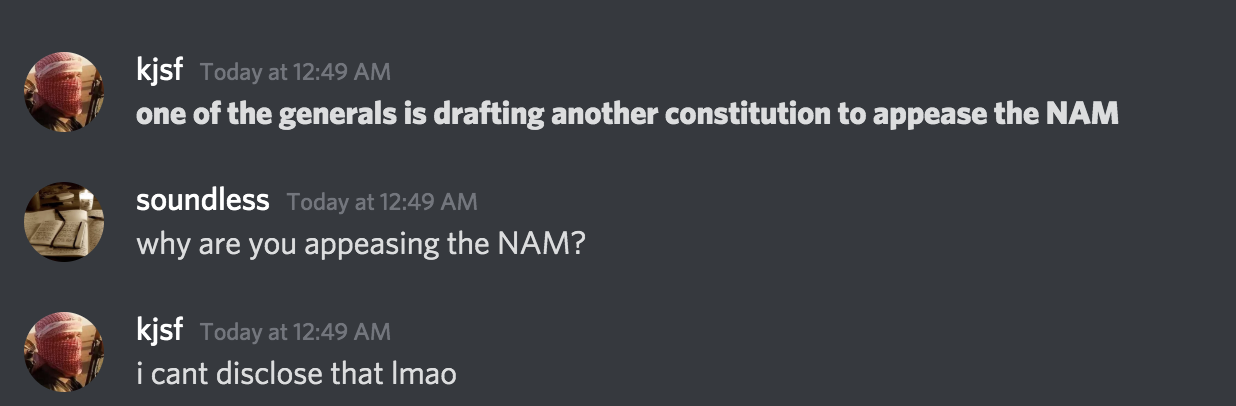 kjsf Today at 12:49 AM
one of the generals is drafting another constitution to appease the NAM
soundless Today at 12:49 AM
why are you appeasing the NAM?
kjsf Today at 12:49 AM
i cant disclose that lmao